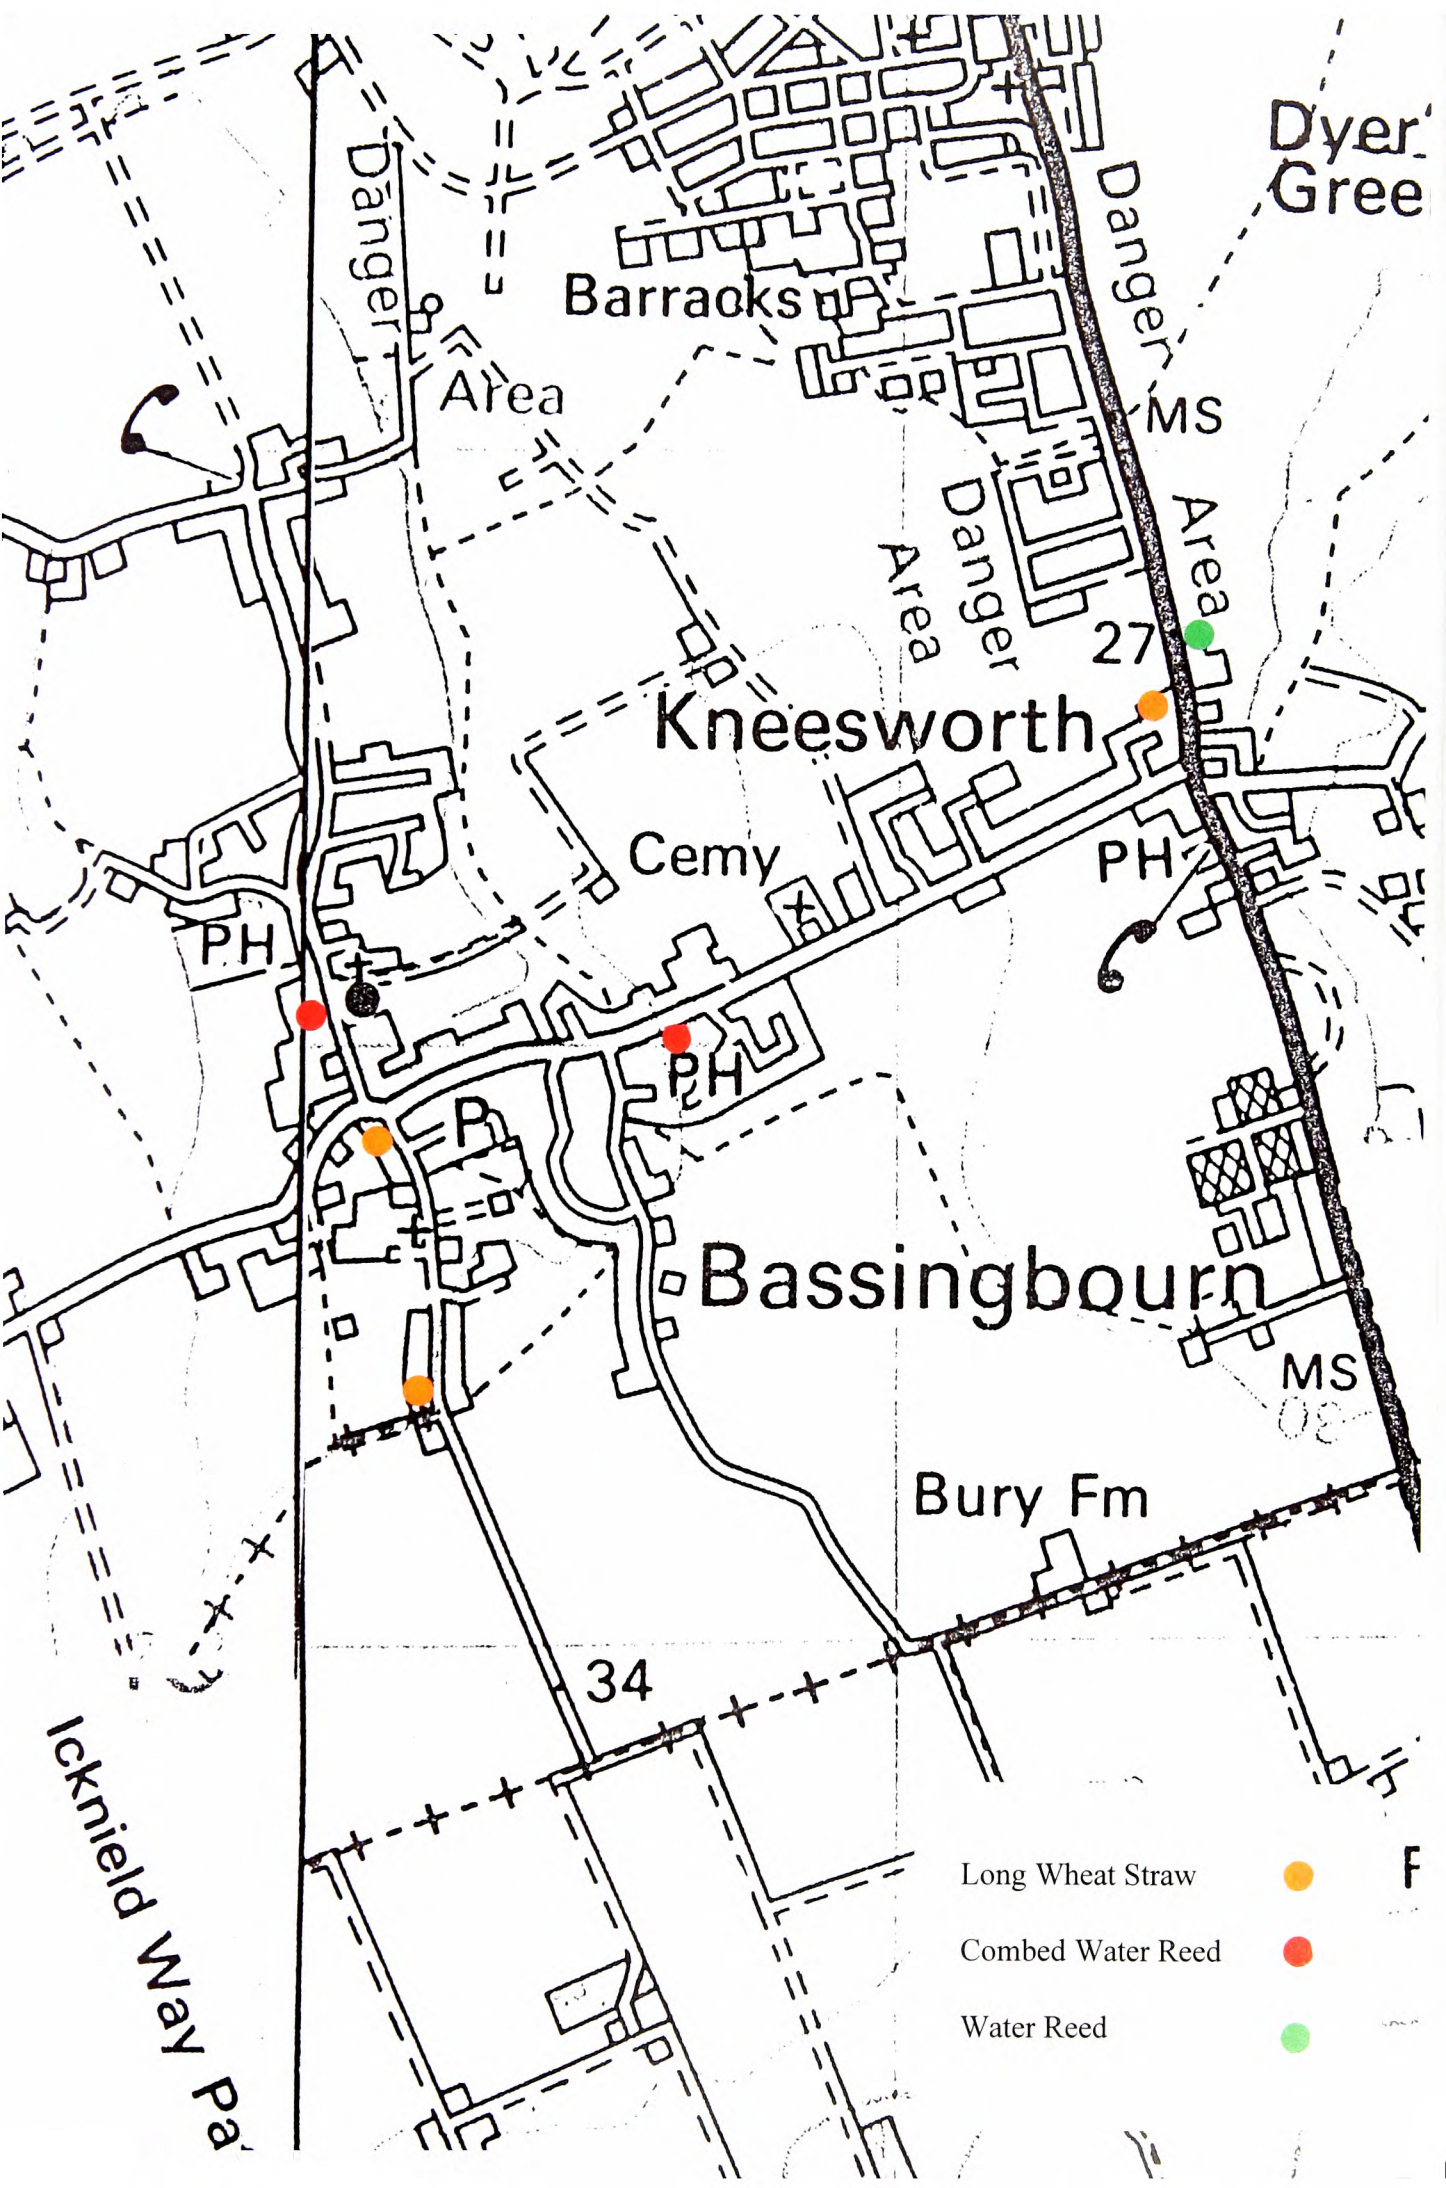 Dyer'
Gree
Danger
Danger
Barracks
Area
MS
Danger
Area
Area
27
Kneesworth
Cemy
PH
PH
PH
P
Bassingbourn
MS
30
Bury Fm
34
Icknield Way Pa
Long Wheat Straw
Combed Water Reed
Water Reed